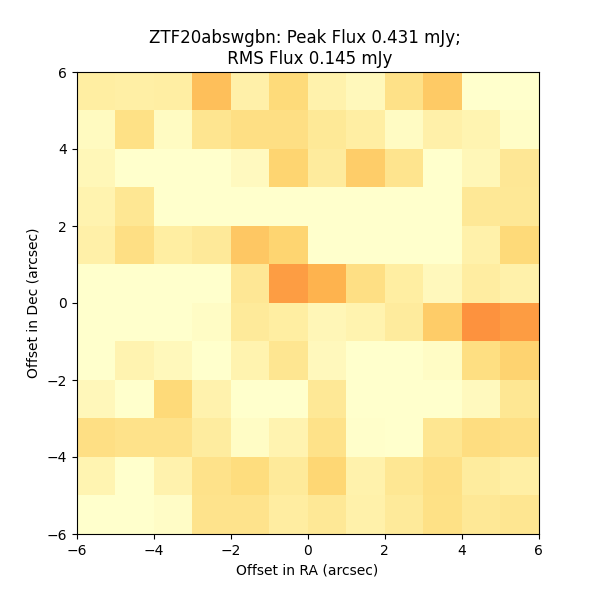 ZTF20abswgbn: Peak Flux 0.431 mJy;
RMS Flux 0.145 mJy
6
4
2
0
−2
−4
−6
Offset in Dec (arcsec)
−6 −4 −2 0 2 4 6
Offset in RA (arcsec)